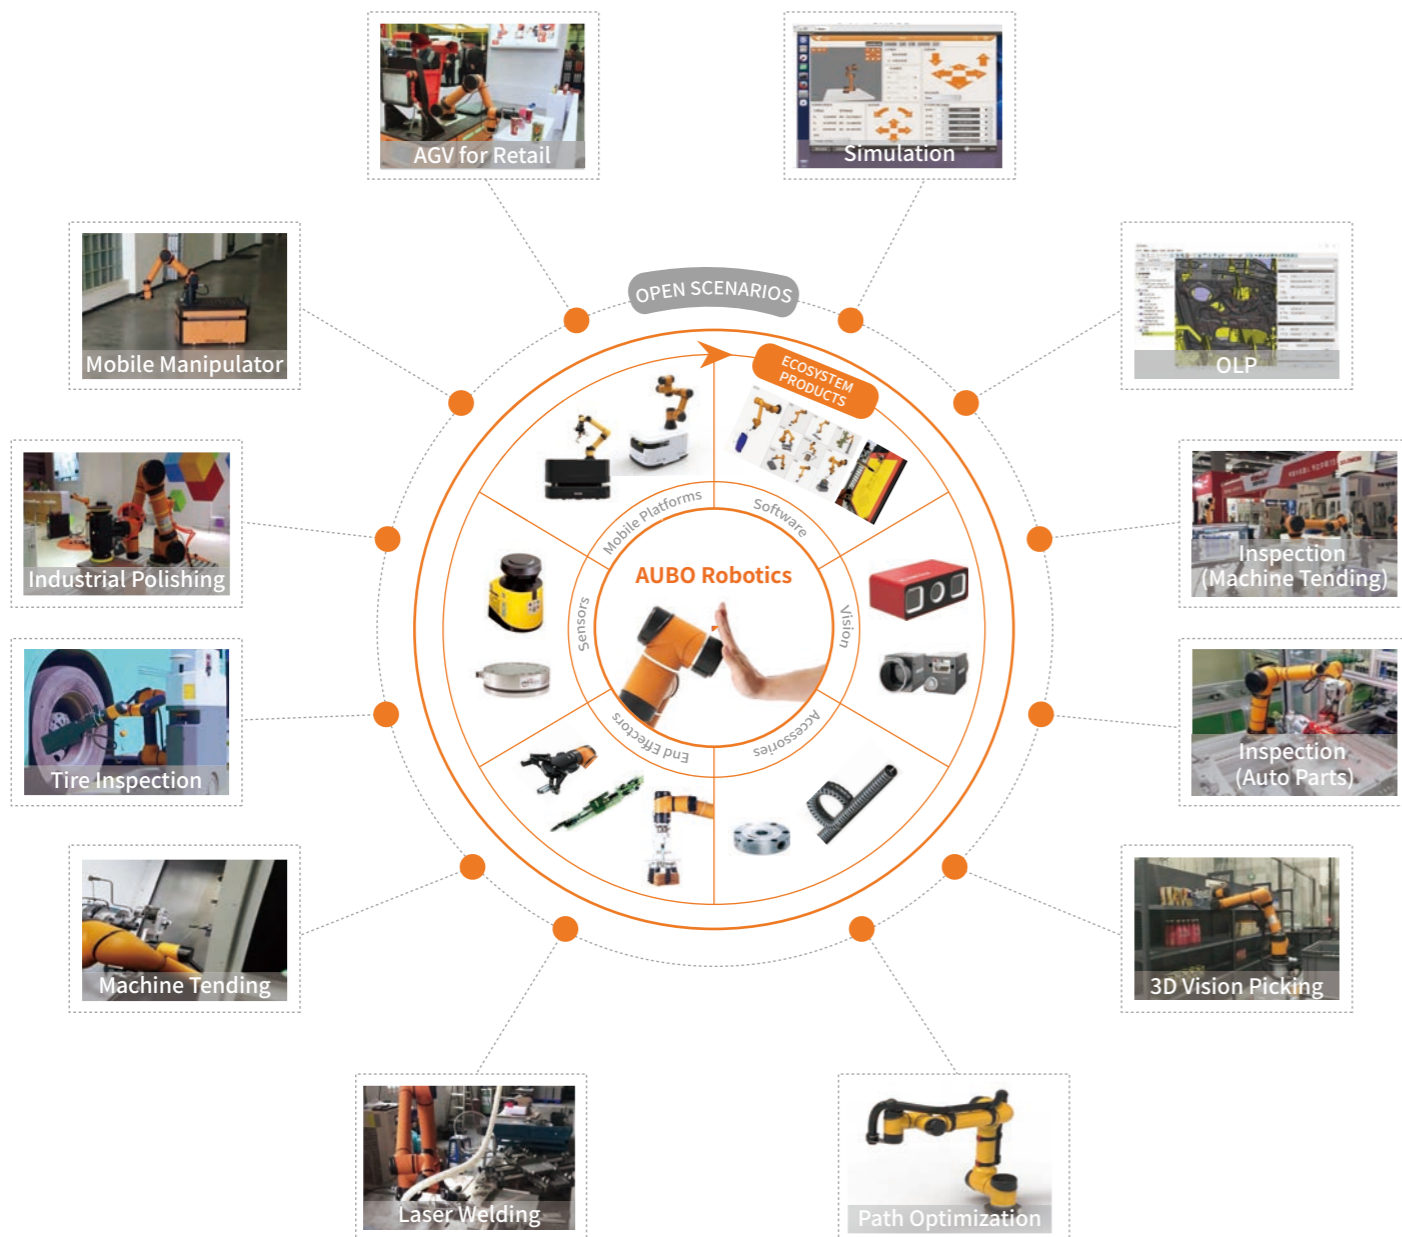 AGV for Retail
Simulation
Mobile Manipulator
OPEN SCENARIOS
OLP
ECOSYSTEM
PRODUCTS
Mobile Platforms
Software
Industrial Polishing
AUBO Robotics
Inspection
(Machine Tending)
Sensors
Vision
Tire Inspection
End Effectors
Accessories
Inspection
(Auto Parts)
Machine Tending
3D Vision Picking
Laser Welding
Path Optimization